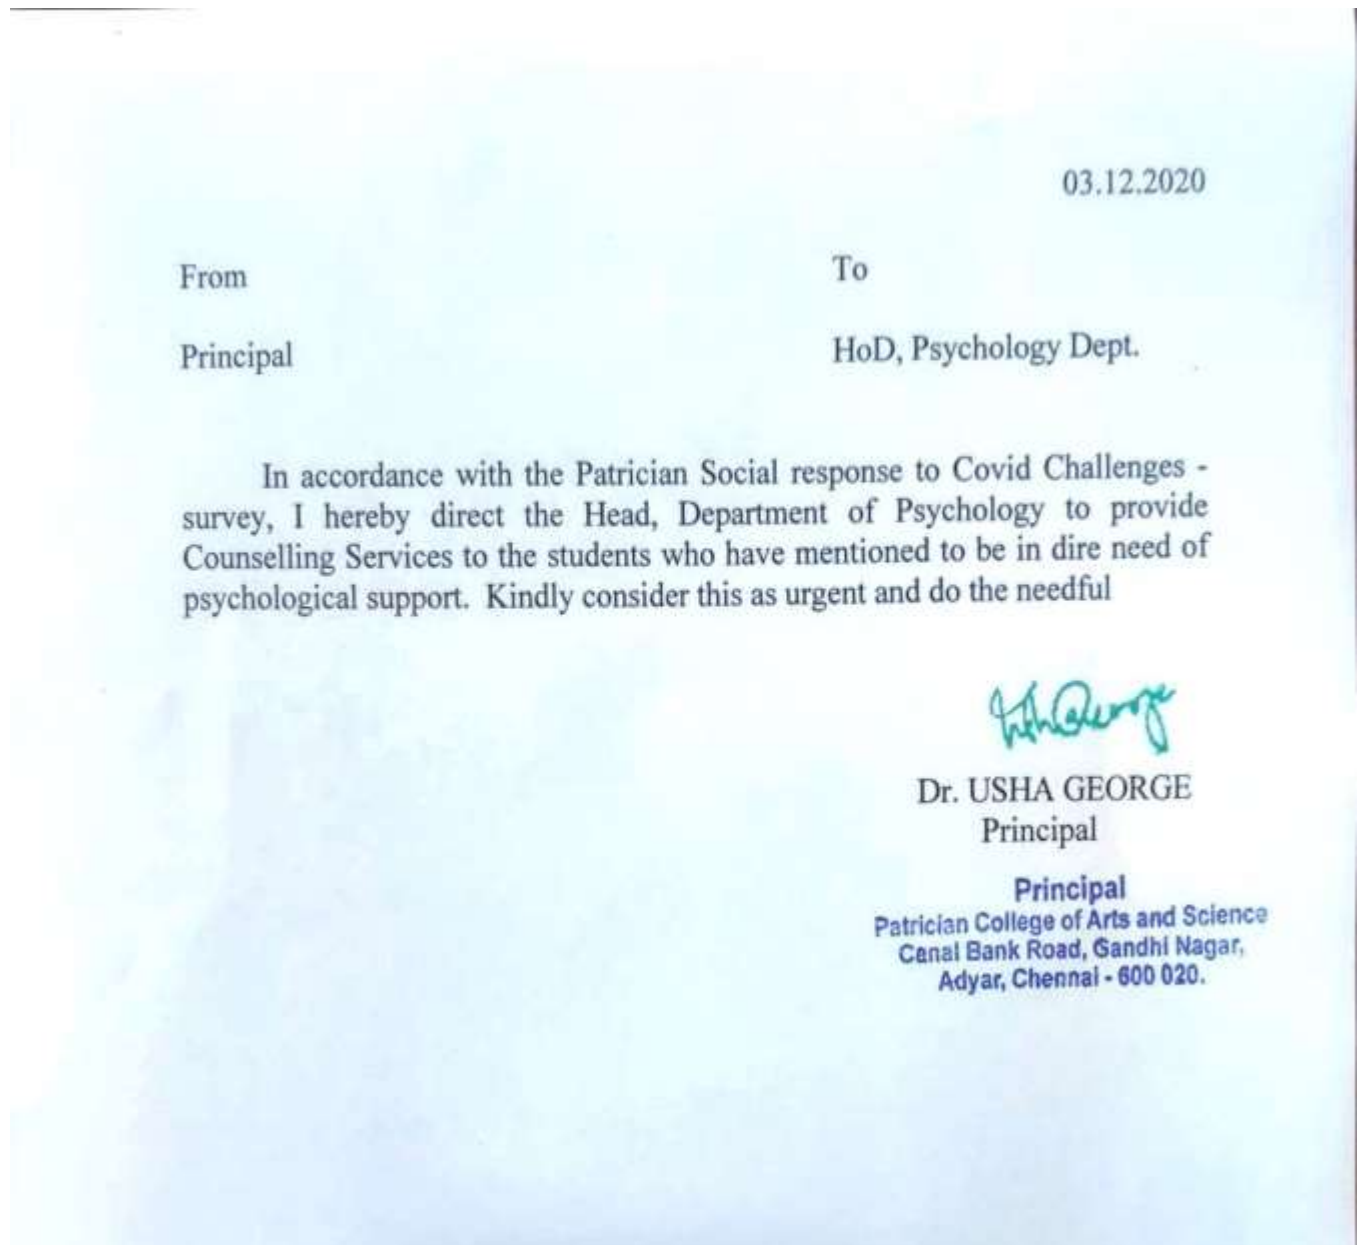 03.12.2020
From
To
Principal
HoD, Psychology Dept.
In accordance with the Patrician Social response to Covid Challenges -
survey, I hereby direct the Head, Department of Psychology to provide
Counselling Services to the students who have mentioned to be in dire need of
psychological support. Kindly consider this as urgent and do the needful
Dr. USHA GEORGE
Principal
Principal
Patrician College of Arts and Science
Canal Bank Road, Gandhi Nagar,
Adyar, Chennai - 600 020.